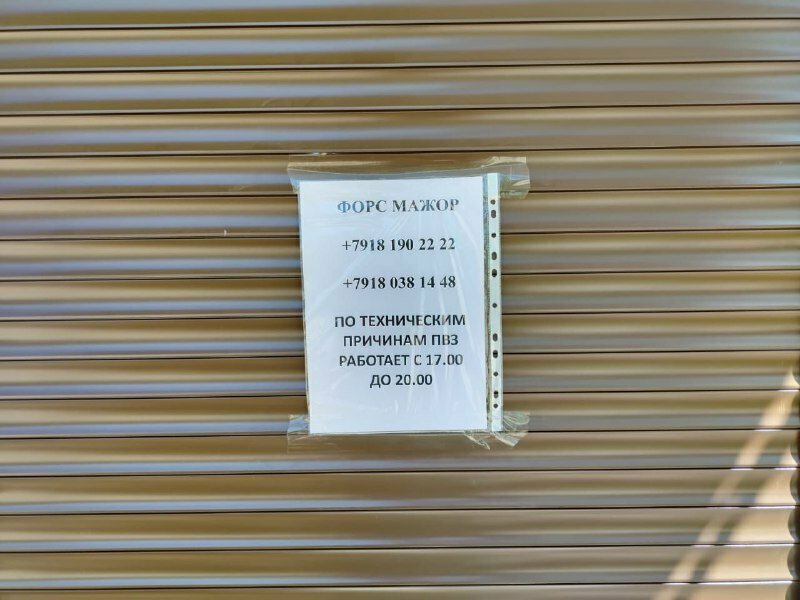 ФОРС МАЖОР
+7918 190 22 22
+7918 038 14 48
ПО ТЕХНИЧЕСКИМ
ПРИЧИНАМ ПВЗ
РАБОТАЕТ С 17.00
ДО 20.00